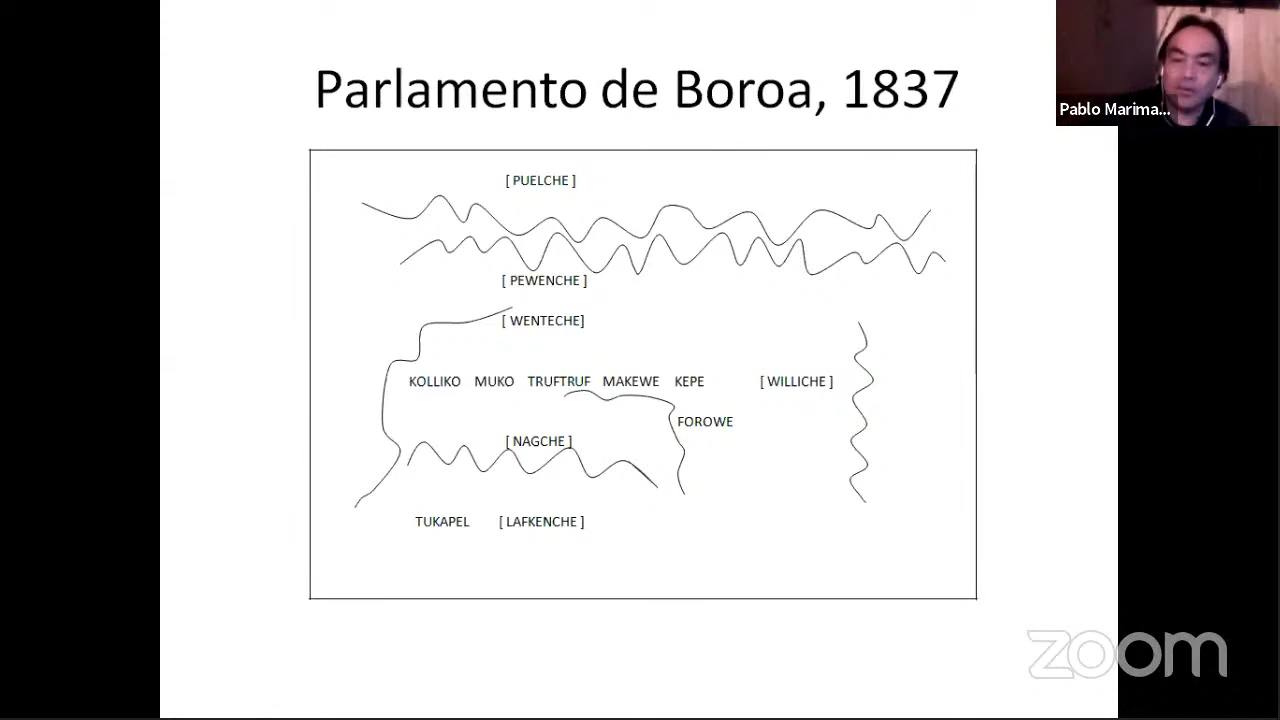 Parlamento de Boroa, 1837
Pablo Marima...
[ PUELCHE ]
[ PEWENCHE ]
[ WENTECHE]
KOLLIKO MUKO TRUFTRUF MAKEWE KEPE [ WILLICHE ]
FOROWE
[ NAGCHE ]
TUKAPEL [ LAFKENCHE ]
zoom